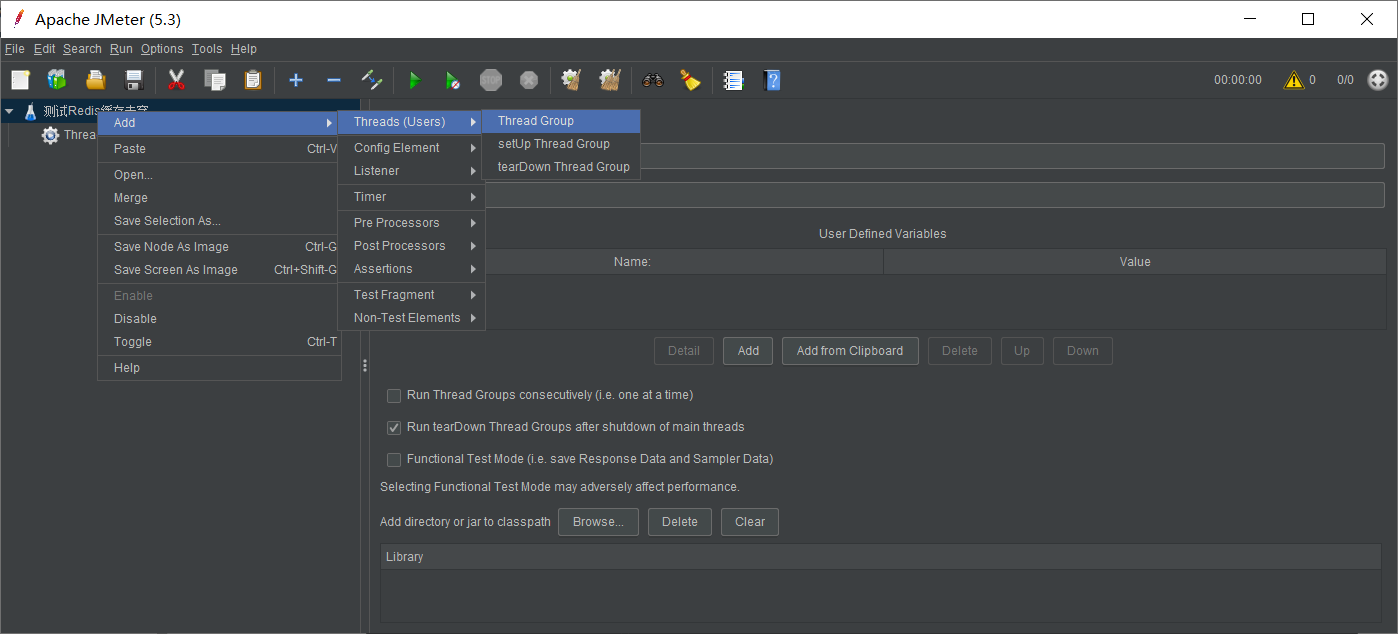 Apache JMeter (5.3)
File Edit Search Run Options Tools Help
STOP
00:00:00 0 0/0
测试Redis缓存击穿
Threa
Add
Paste Ctrl-V
Open...
Merge
Save Selection As...
Save Node As Image Ctrl-G
Save Screen As Image Ctrl+Shift-G
Enable
Disable
Toggle Ctrl-T
Help
Threads (Users)
Config Element
Listener
Timer
Pre Processors
Post Processors
Assertions
Test Fragment
Non-Test Elements
Thread Group
setUp Thread Group
tearDown Thread Group
User Defined Variables
Name: Value
Detail Add Add from Clipboard Delete Up Down
Run Thread Groups consecutively (i.e. one at a time)
Run tearDown Thread Groups after shutdown of main threads
Functional Test Mode (i.e. save Response Data and Sampler Data)
Selecting Functional Test Mode may adversely affect performance.
Add directory or jar to classpath Browse... Delete Clear
Library